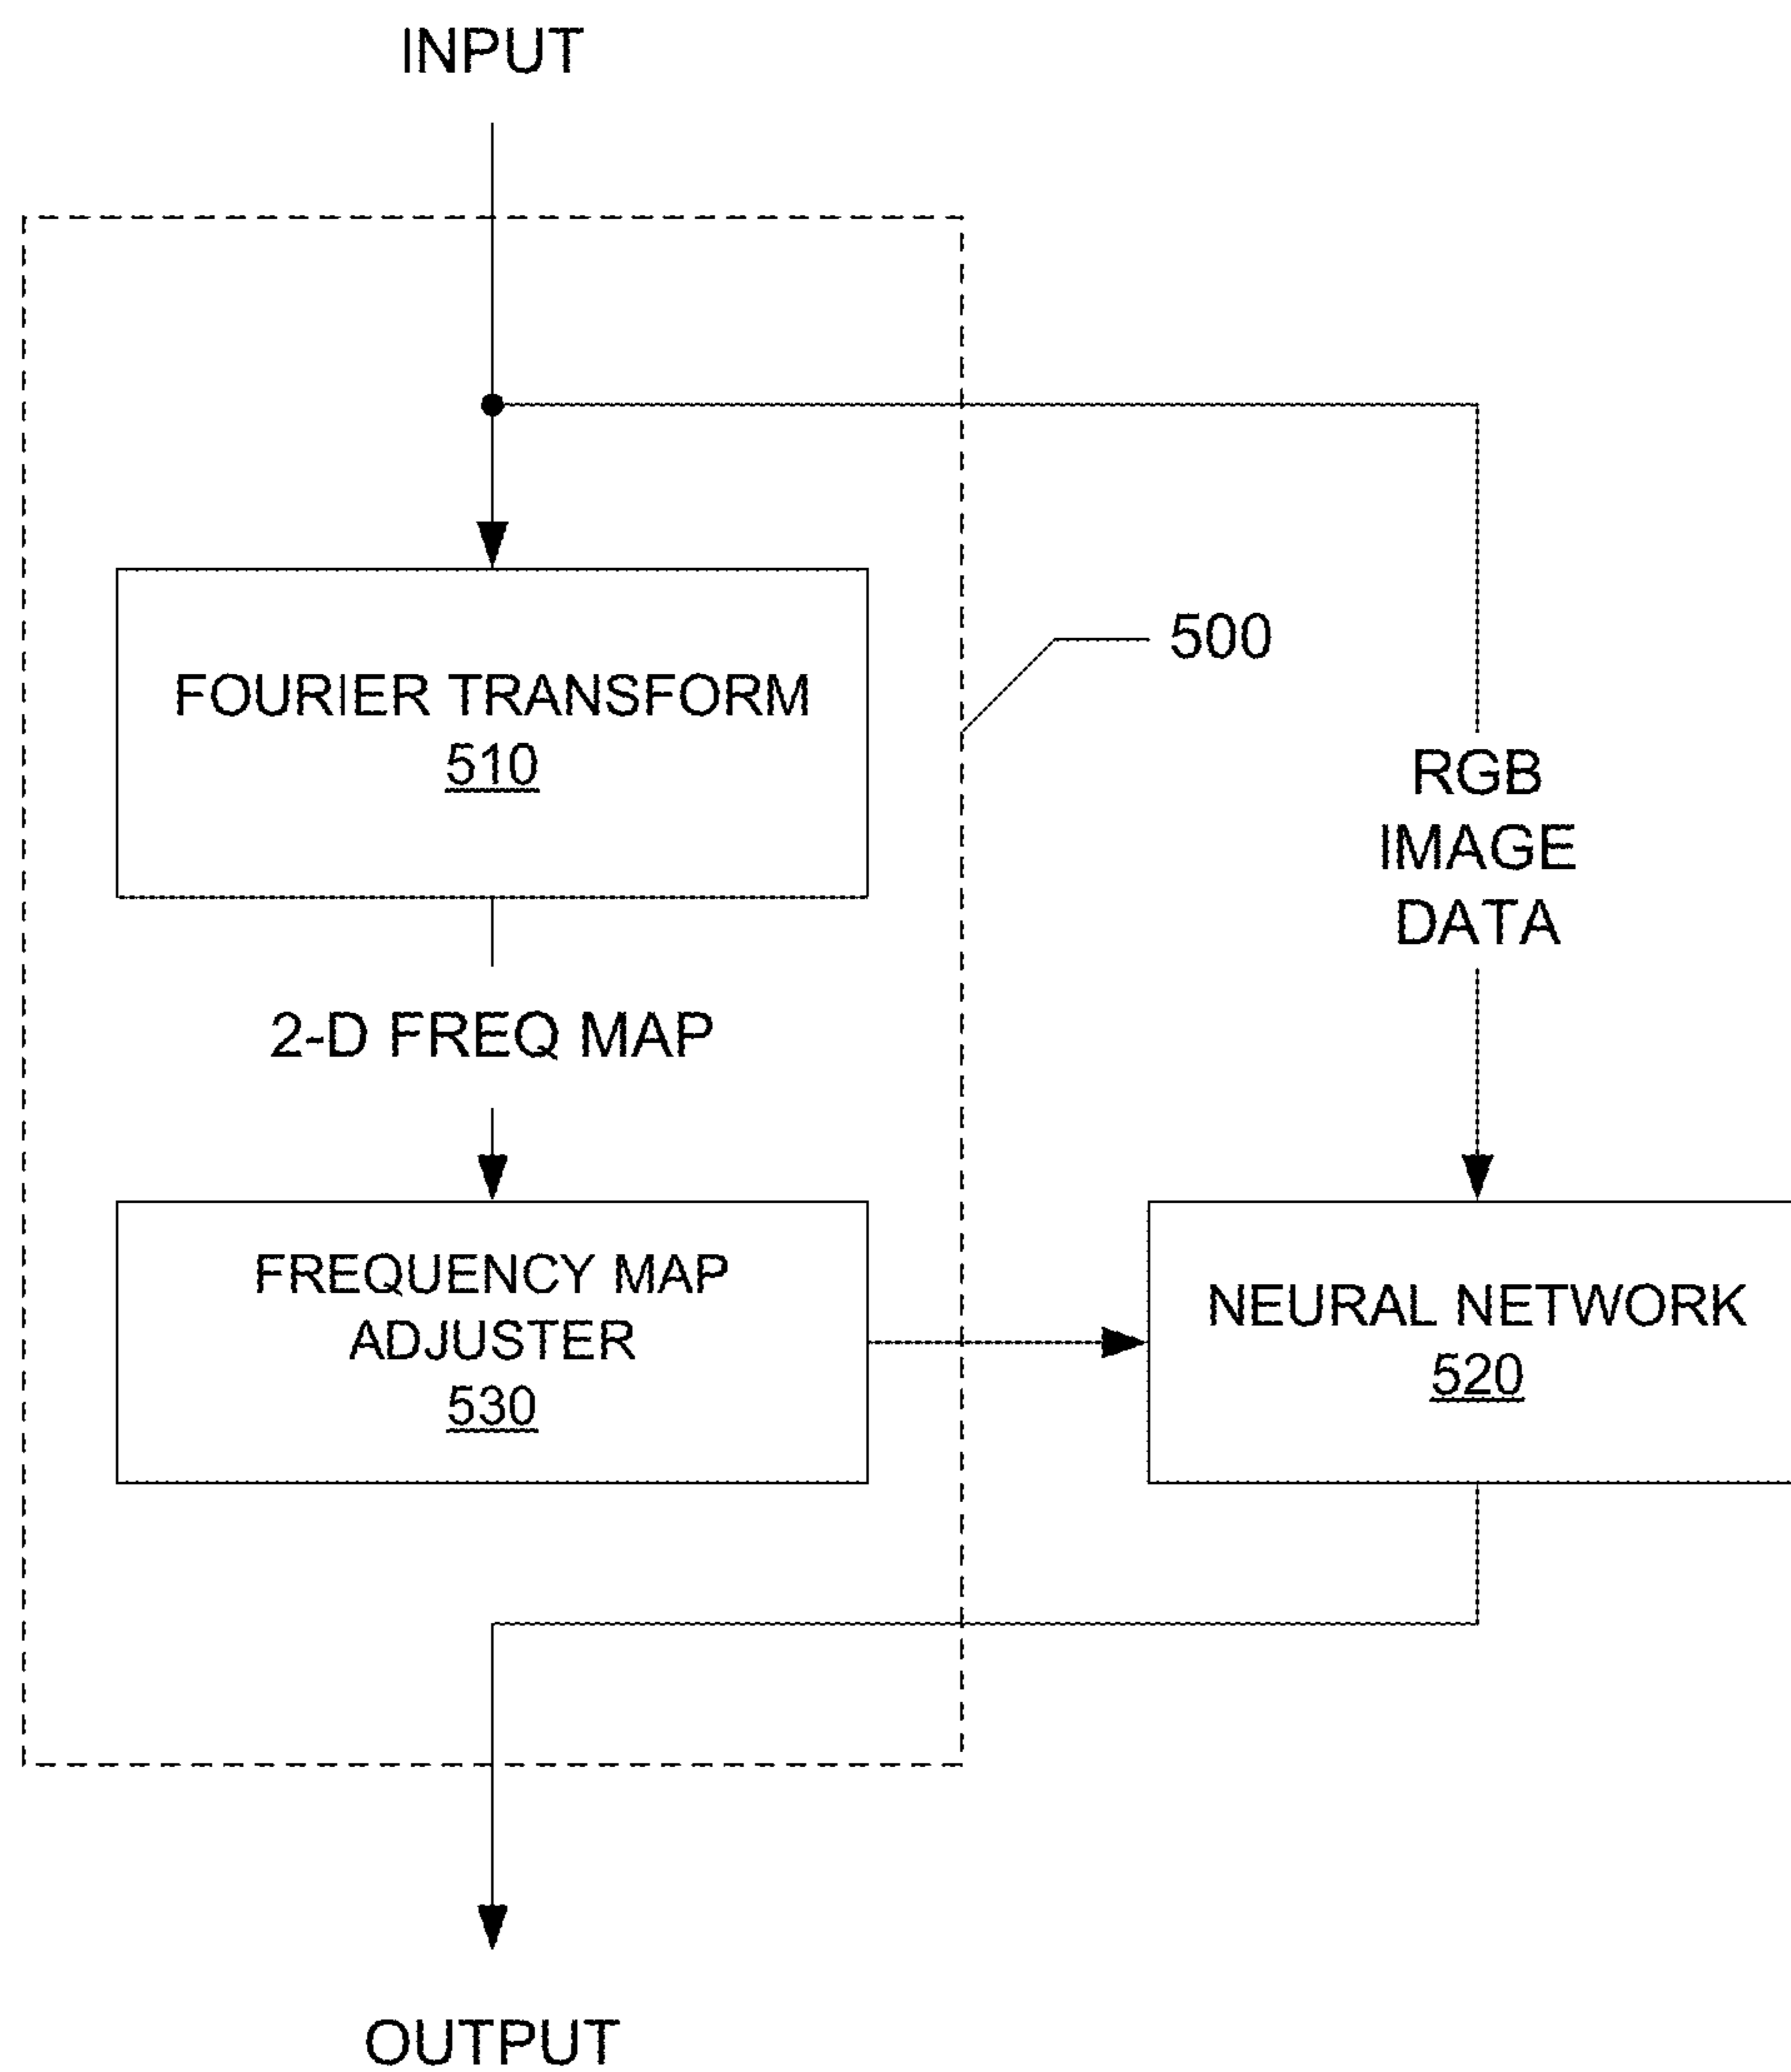 INPUT
FOURIER TRANSFORM
510
500
RGB
IMAGE
DATA
2-D FREQ MAP
FREQUENCY MAP
ADJUSTER
530
NEURAL NETWORK
520
OUTPUT